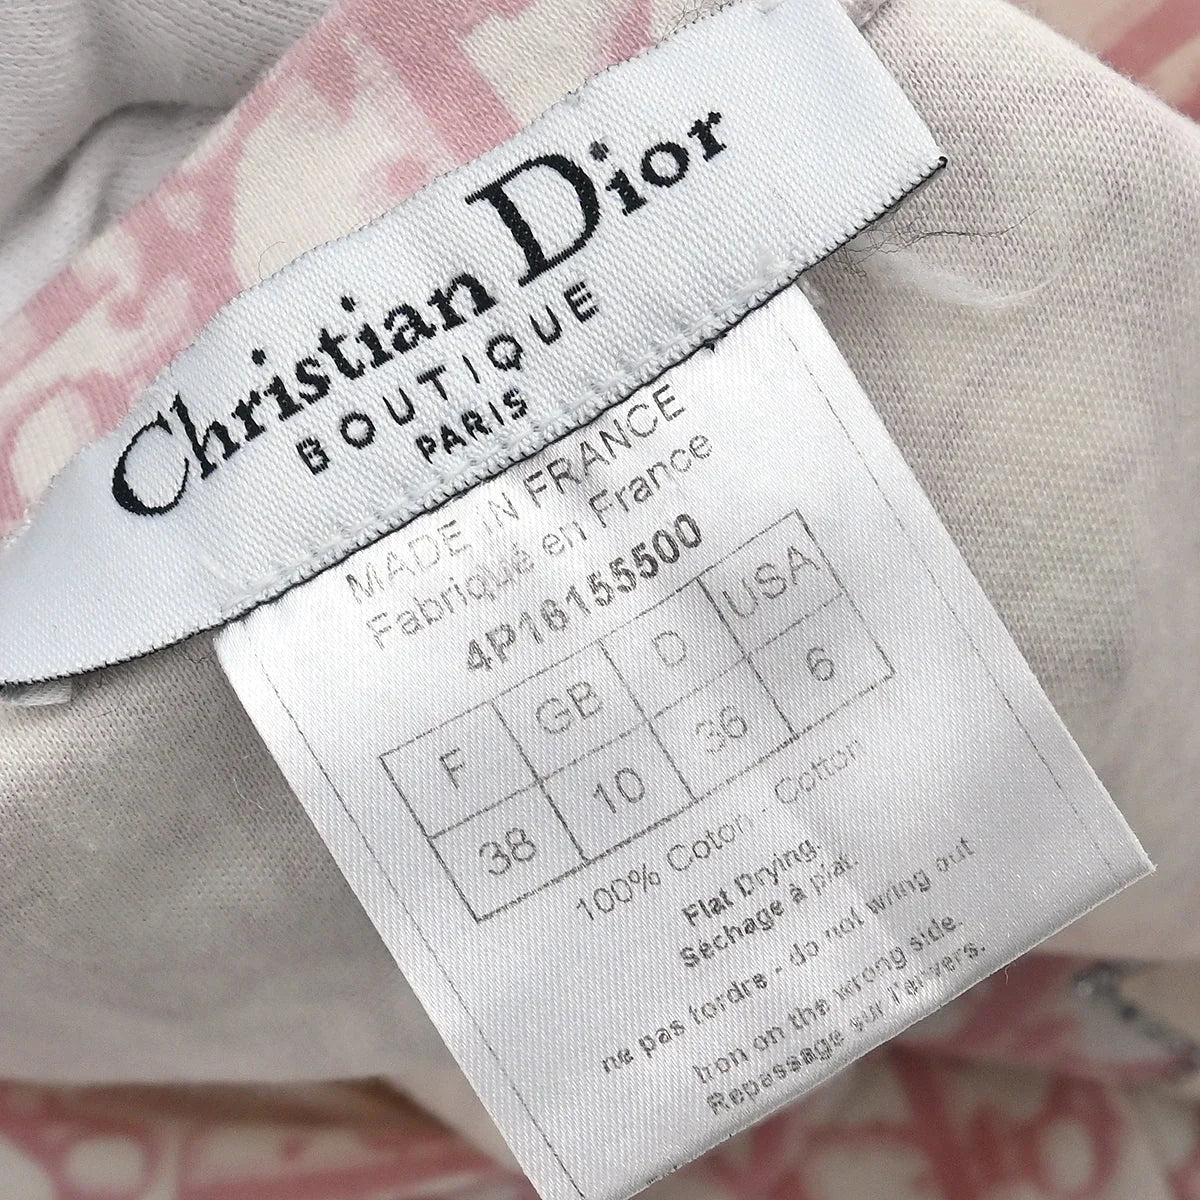 Christian Dior
BOUTIQUE
PARIS
MADE IN FRANCE
Fabriqué en France
4P16155500
F GB D USA
38 10 36 6
100% Coton - Cotton
Flat Drying.
Séchage à plat.
ne pas tordre - do not wring out
Iron on the wrong side.
Repassage sur l'envers.